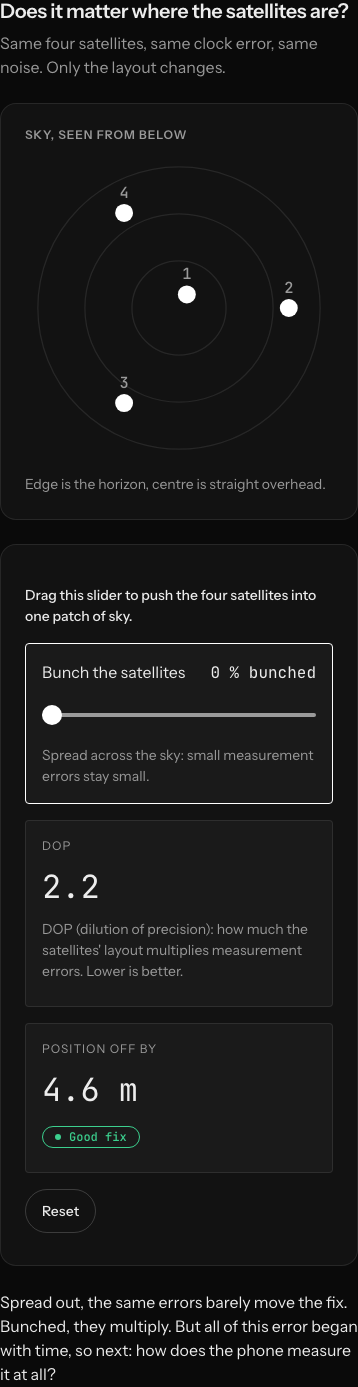 Does it matter where the satellites are?
Same four satellites, same clock error, same
noise. Only the layout changes.
SKY, SEEN FROM BELOW
4
1
2
3
Edge is the horizon, centre is straight overhead.
Drag this slider to push the four satellites into
one patch of sky.
Bunch the satellites 0 % bunched
Spread across the sky: small measurement
errors stay small.
DOP
2.2
DOP (dilution of precision): how much the
satellites' layout multiplies measurement
errors. Lower is better.
POSITION OFF BY
4.6 m
Good fix
Reset
Spread out, the same errors barely move the fix.
Bunched, they multiply. But all of this error began
with time, so next: how does the phone measure
it at all?